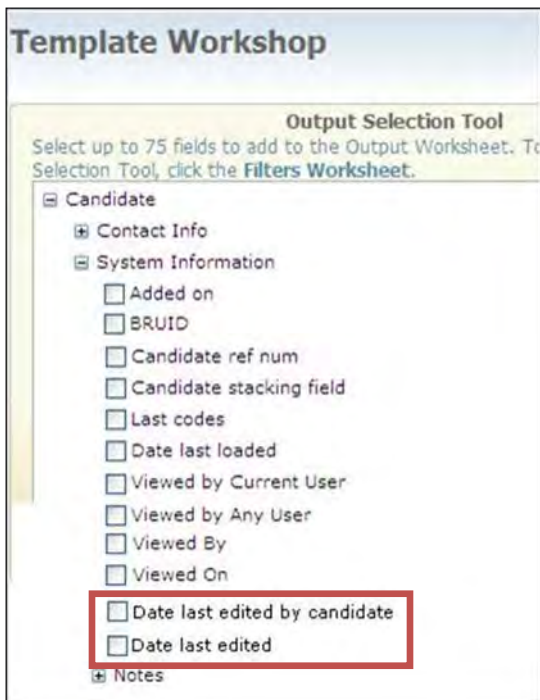 Template Workshop
Output Selection Tool
Select up to 75 fields to add to the Output Worksheet. To
Selection Tool, click the Filters Worksheet.
Candidate
Contact Info
System Information
Added on
BRUID
Candidate ref num
Candidate stacking field
Last codes
Date last loaded
Viewed by Current User
Viewed by Any User
Viewed By
Viewed On
Date last edited by candidate
Date last edited
Notes